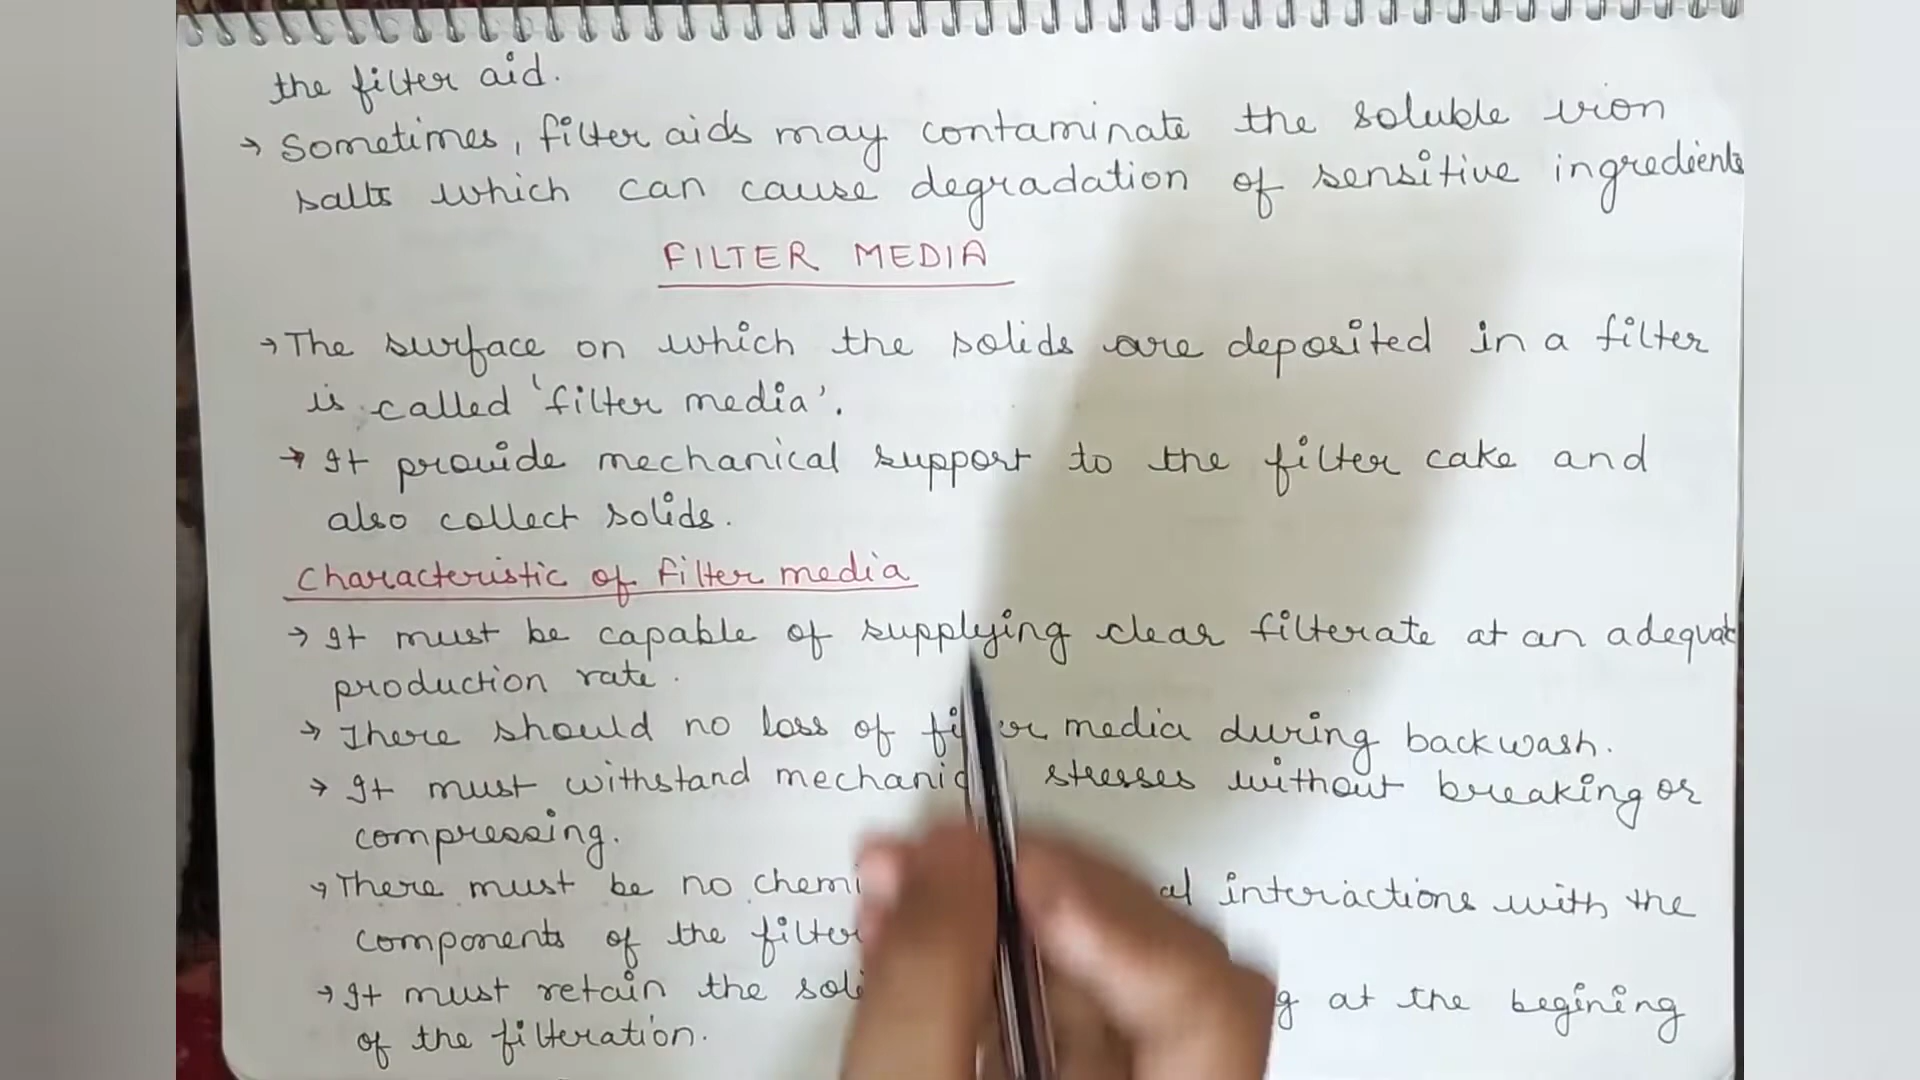 the filter aid.
→ Sometimes, filter aids may contaminate the soluble iron
salts which can cause degradation of sensitive ingredients
FILTER MEDIA
→ The surface on which the solids are deposited in a filter
is called 'filter media'.
→ It provide mechanical support to the filter cake and
also collect solids.
Characteristic of Filter media
→ It must be capable of supplying clear filterate at an adequat
production rate.
→ There should no loss of media during backwash.
→ It must withstand stresses without breaking or
compressing.
→ There must be no interactions with the
components of the
→ It must retain the at the begining
of the filteration.